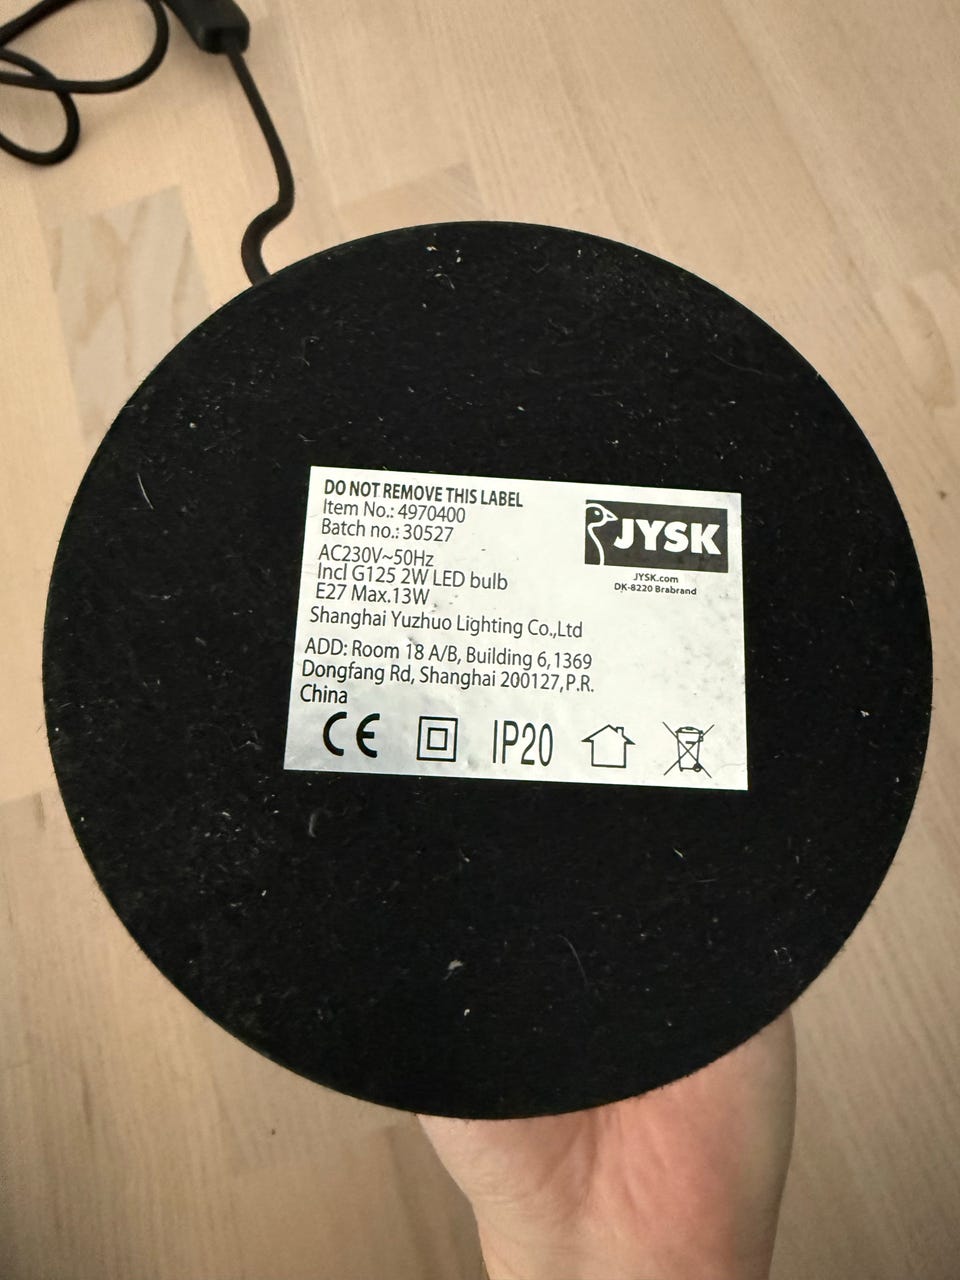 DO NOT REMOVE THIS LABEL
Item No.: 4970400
Batch no.: 30527
AC230V~50Hz
Incl G125 2W LED bulb
E27 Max.13W
Shanghai Yuzhuo Lighting Co.,Ltd
ADD: Room 18 A/B, Building 6,1369
Dongfang Rd, Shanghai 200127,P.R.
China
JYSK
JYSK.com
DK-8220 Brabrand
CE IP20